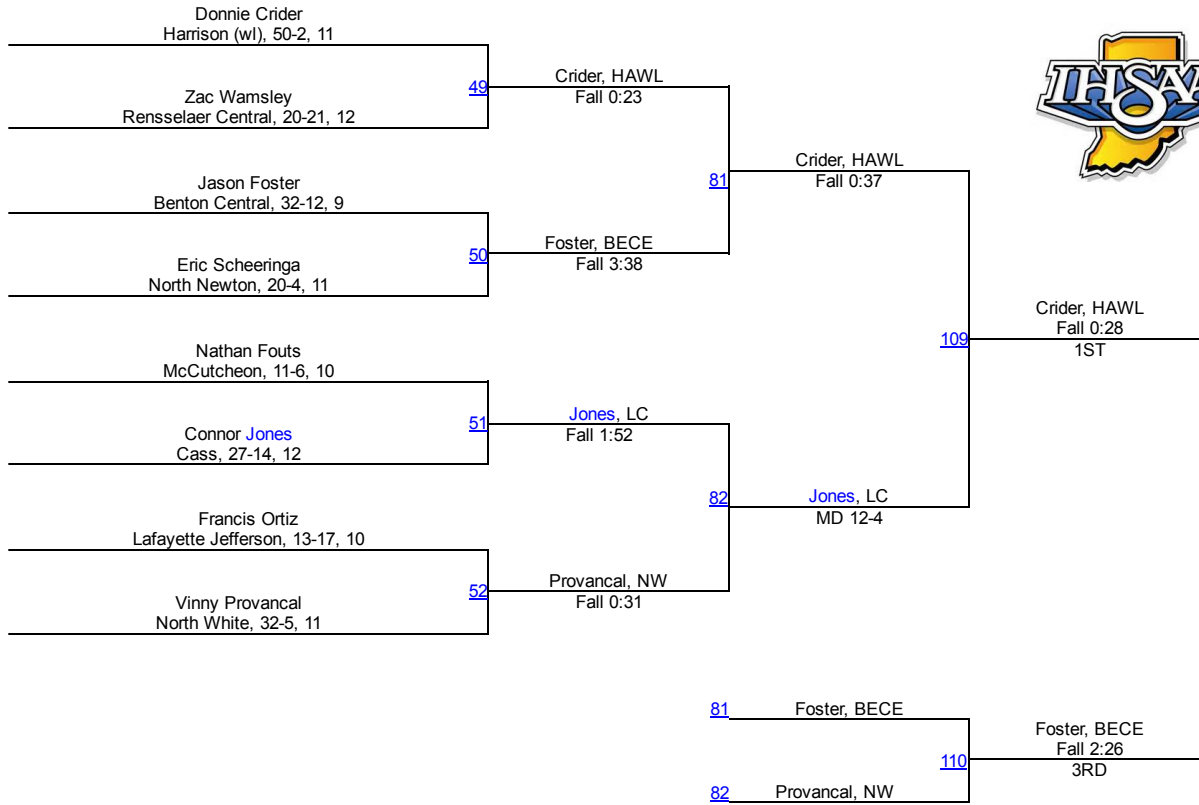 Donnie Crider
Harrison (wl), 50-2, 11
49
Crider, HAWL
Fall 0:23
Zac Wamsley
Rensselaer Central, 20-21, 12
81
Crider, HAWL
Fall 0:37
Jason Foster
Benton Central, 32-12, 9
50
Foster, BECE
Fall 3:38
Eric Scheeringa
North Newton, 20-4, 11
109
Crider, HAWL
Fall 0:28
1ST
Nathan Fouts
McCutcheon, 11-6, 10
51
Jones, LC
Fall 1:52
Connor Jones
Cass, 27-14, 12
82
Jones, LC
MD 12-4
Francis Ortiz
Lafayette Jefferson, 13-17, 10
52
Provancal, NW
Fall 0:31
Vinny Provancal
North White, 32-5, 11
81
Foster, BECE
110
Foster, BECE
Fall 2:26
3RD
82
Provancal, NW
IHSAA